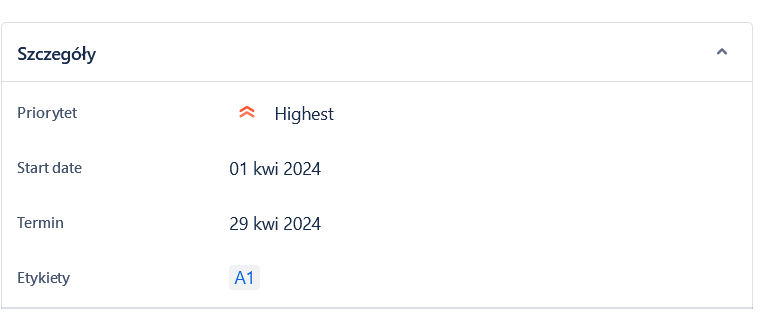 Szczegóły
Priorytet Highest
Start date 01 kwi 2024
Termin 29 kwi 2024
Etykiety A1